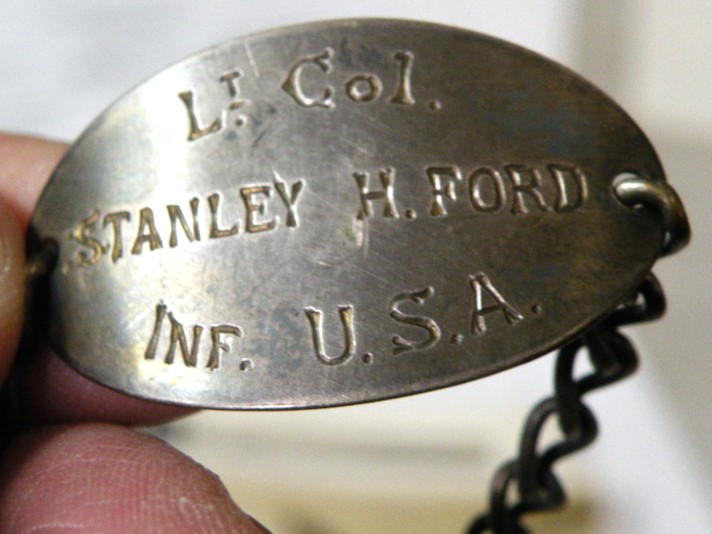 Lᵀ. Col.
STANLEY H. FORD
INF. U.S.A.